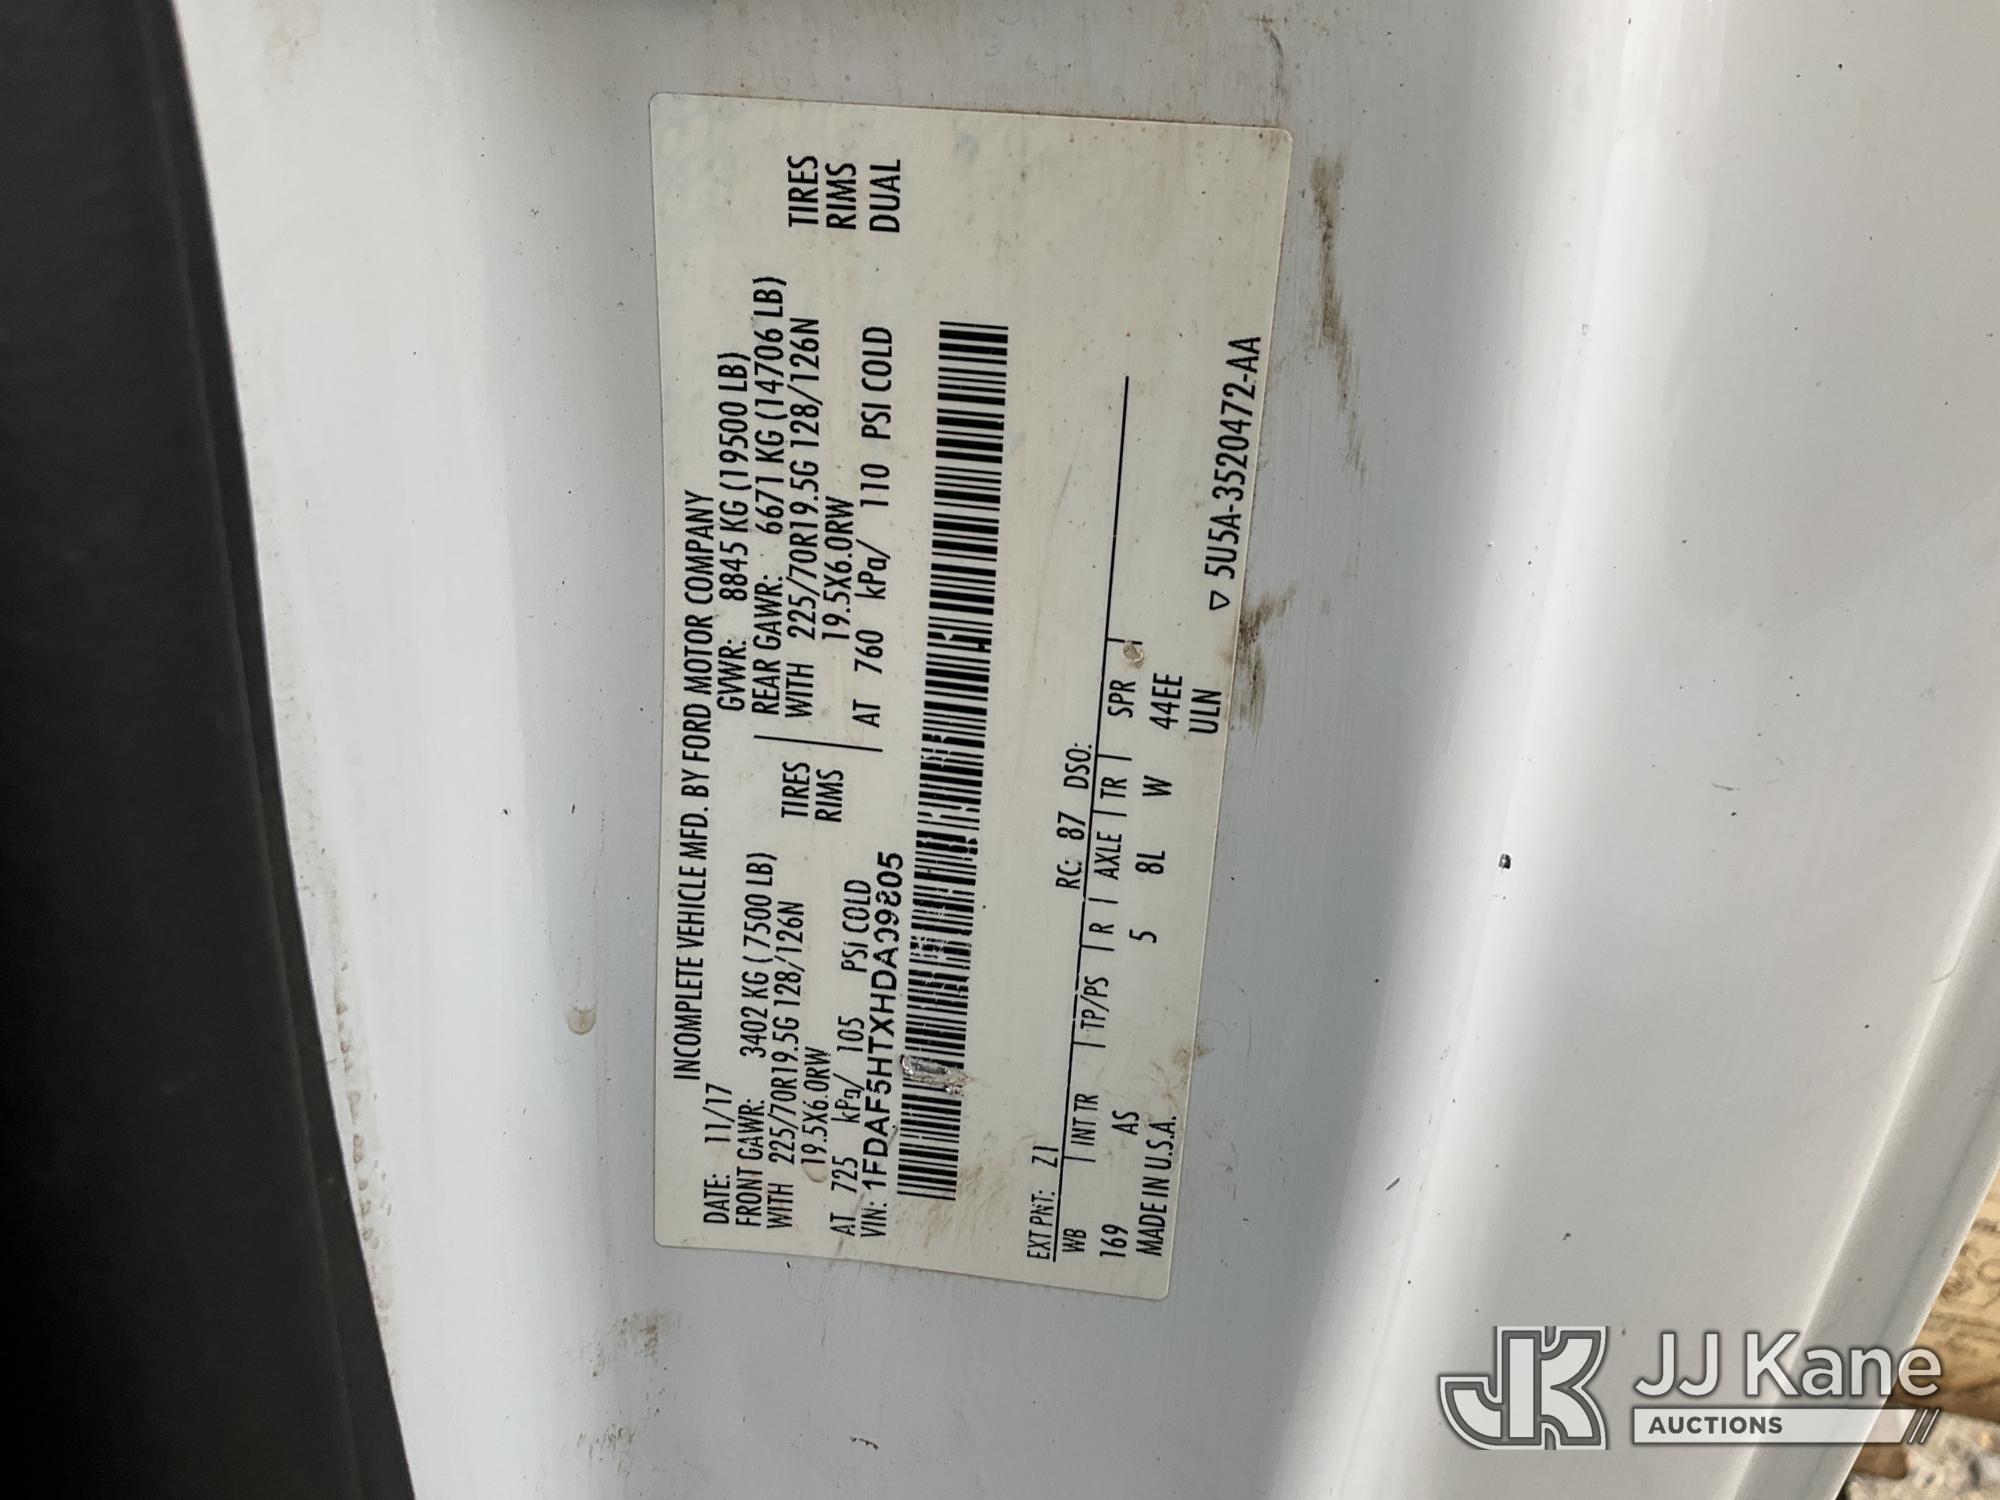 INCOMPLETE VEHICLE MFD. BY FORD MOTOR COMPANY
DATE: 11/17 GVWR: 8845 KG (19500 LB)
FRONT GAWR: 3402 KG ( 7500 LB) REAR GAWR: 6671 KG (14706 LB)
WITH 225/70R19.5G 128/126N TIRES WITH 225/70R19.5G 128/126N TIRES
19.5X6.0RW RIMS 19.5X6.0RW RIMS
AT 725 kPa/ 105 PSI COLD AT 760 kPa/ 110 PSI COLD DUAL
VIN: 1FDAF5HTXHDA09805
EXT PNT: Z1 RC: 87 DSO:
WB INT TR TP/PS R AXLE TR SPR
169 AS 5 8L W 44EE
MADE IN U.S.A. ULN
▽ 5U5A-3520472-AA
JK JJ Kane
AUCTIONS